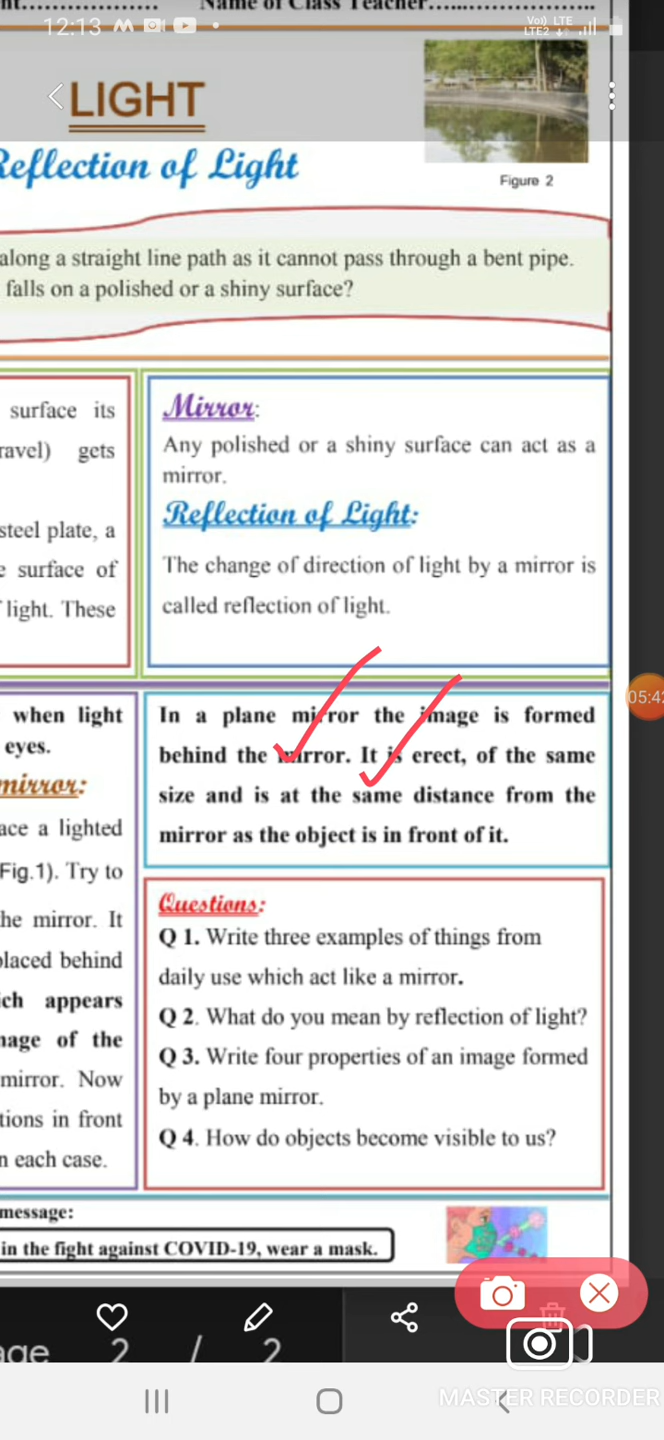 Name of Class Teacher
12:13
Vo) LTE
LTE2
LIGHT
Reflection of Light
Figure 2
along a straight line path as it cannot pass through a bent pipe.
falls on a polished or a shiny surface?
surface its
ravel) gets
steel plate, a
e surface of
light. These
Mirror:
Any polished or a shiny surface can act as a
mirror.
Reflection of Light:
The change of direction of light by a mirror is
called reflection of light.
when light
eyes.
mirror:
ace a lighted
Fig.1). Try to
he mirror. It
placed behind
ich appears
mage of the
mirror. Now
tions in front
n each case.
In a plane mirror the image is formed
behind the mirror. It is erect, of the same
size and is at the same distance from the
mirror as the object is in front of it.
Questions:
Q 1. Write three examples of things from
daily use which act like a mirror.
Q 2. What do you mean by reflection of light?
Q 3. Write four properties of an image formed
by a plane mirror.
Q 4. How do objects become visible to us?
message:
in the fight against COVID-19, wear a mask.
05:42
age 2 / 2
MASTER RECORDER